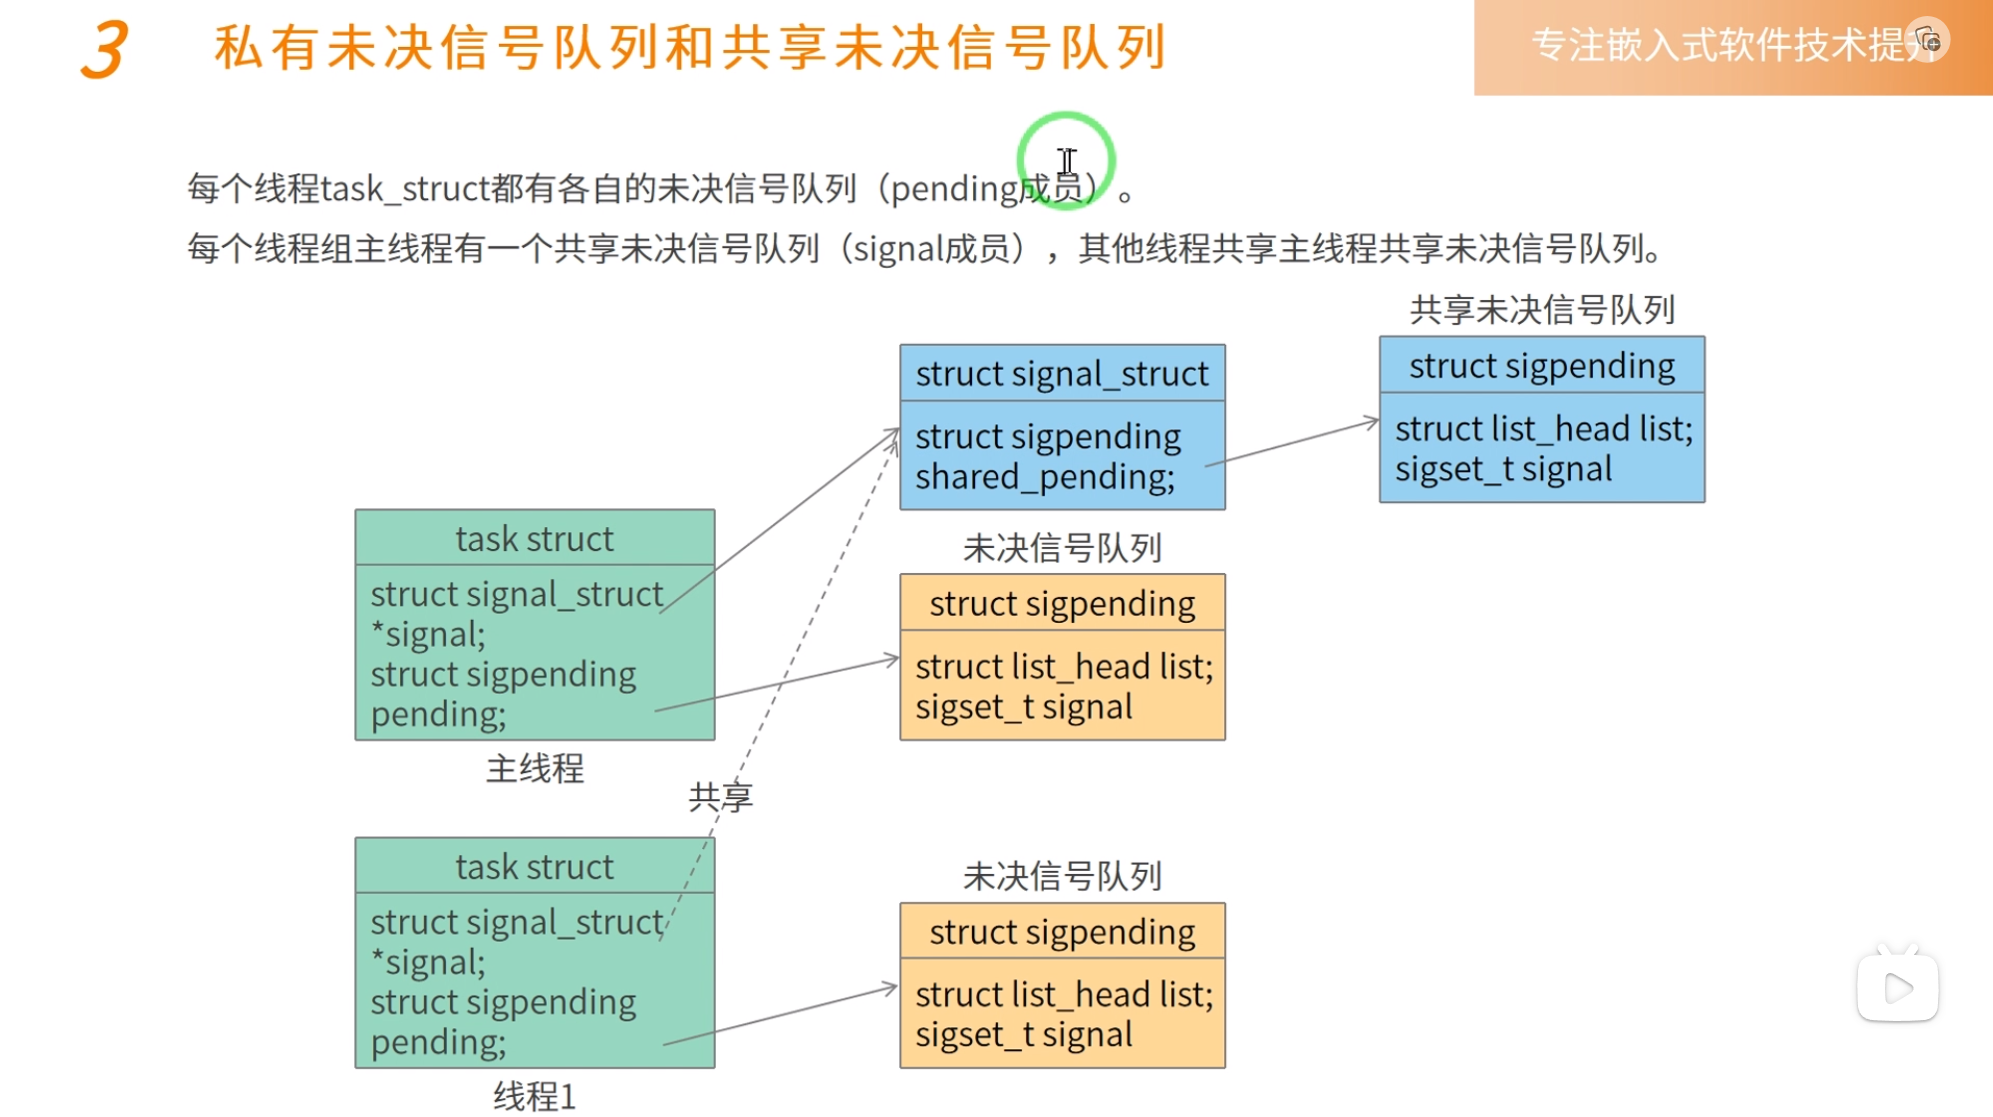 3 私有未决信号队列和共享未决信号队列
专注嵌入式软件技术提升
每个线程task_struct都有各自的未决信号队列（pending成员）。
每个线程组主线程有一个共享未决信号队列（signal成员），其他线程共享主线程共享未决信号队列。
共享未决信号队列
struct signal_struct
struct sigpending
shared_pending;
struct sigpending
struct list_head list;
sigset_t signal
task struct
struct signal_struct
*signal;
struct sigpending
pending;
主线程
未决信号队列
struct sigpending
struct list_head list;
sigset_t signal
共享
task struct
struct signal_struct
*signal;
struct sigpending
pending;
线程1
未决信号队列
struct sigpending
struct list_head list;
sigset_t signal